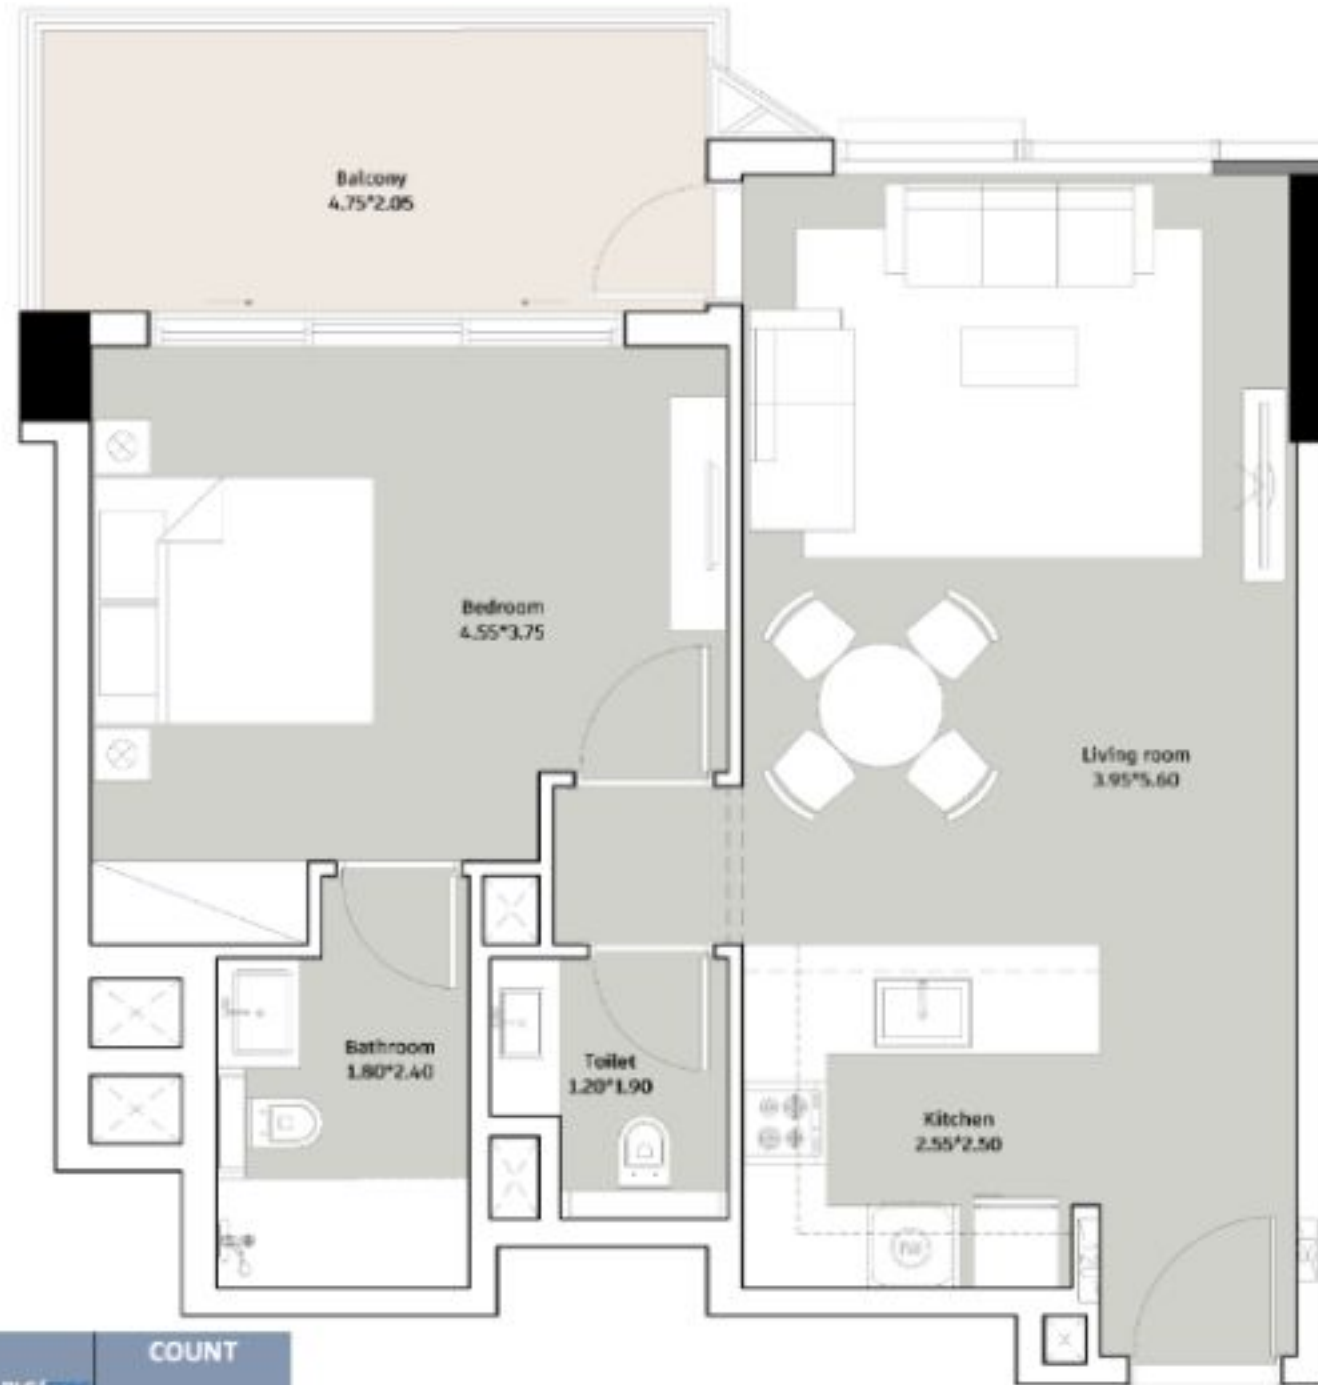 Balcony
4.75*2.05
Bedroom
4.55*3.75
Living room
3.95*5.60
Bathroom
1.80*2.40
Toilet
1.20*1.90
Kitchen
2.55*2.50
COUNT